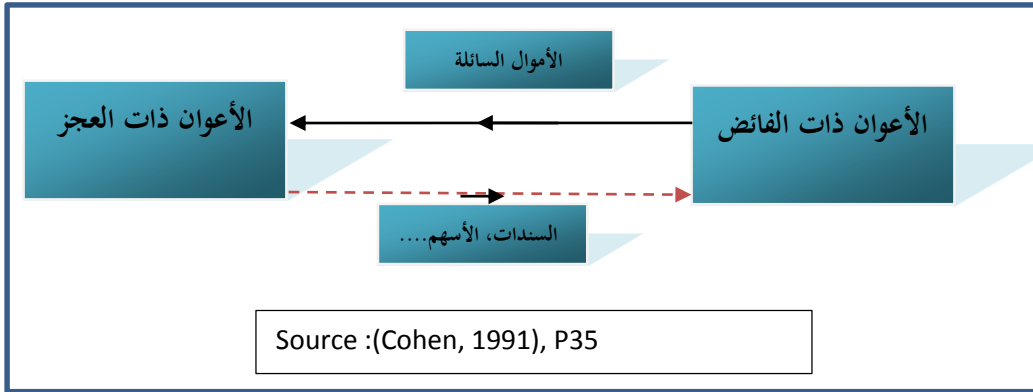 الأموال السائلة
الأعوان ذات الفائض
الأعوان ذات العجز
السندات، الأسهم....
Source :(Cohen, 1991), P35